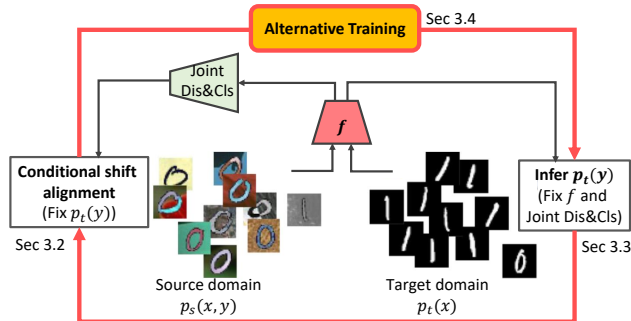 Alternative Training
Sec 3.4
Joint
Dis&Cls
f
Conditional shift
alignment
(Fix p_t(y))
Infer p_t(y)
(Fix f and
Joint Dis&Cls)
Sec 3.2
Sec 3.3
Source domain
p_s(x, y)
Target domain
p_t(x)